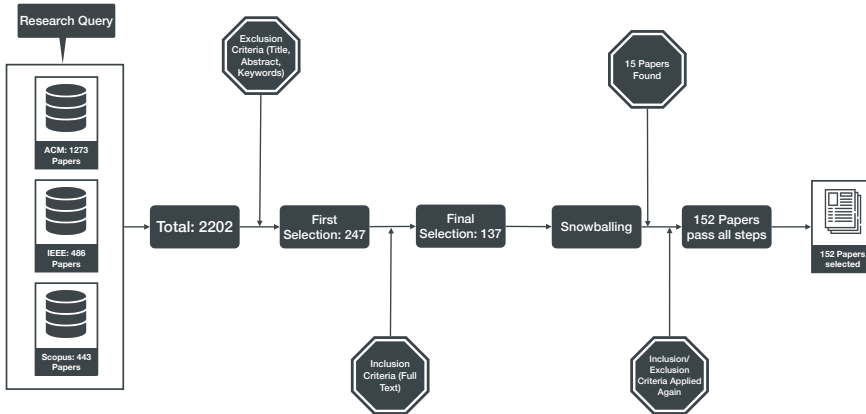 Research Query
ACM: 1273
Papers
IEEE: 486
Papers
Scopus: 443
Papers
Total: 2202
Exclusion
Criteria (Title,
Abstract,
Keywords)
First
Selection: 247
Inclusion
Criteria (Full
Text)
Final
Selection: 137
Snowballing
15 Papers
Found
Inclusion/
Exclusion
Criteria Applied
Again
152 Papers
pass all steps
152 Papers
selected